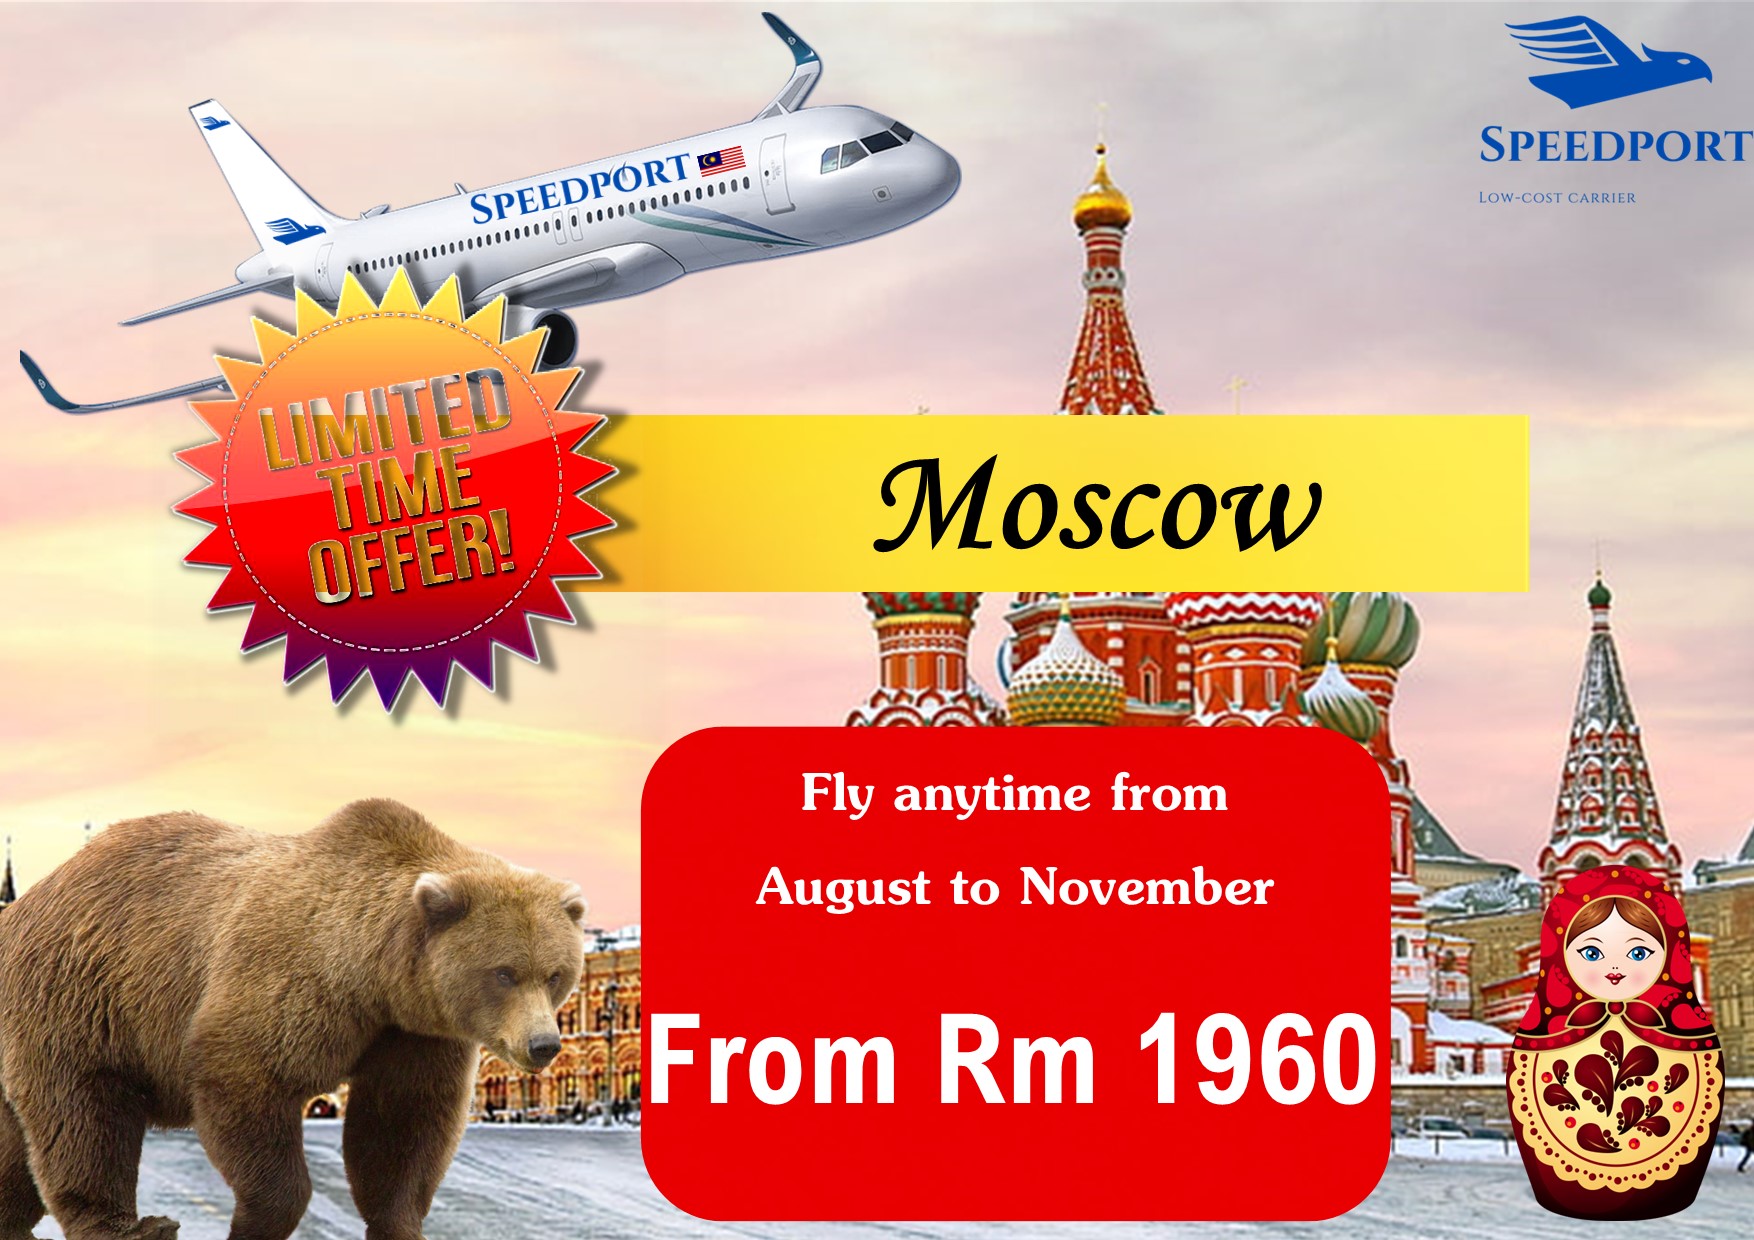 SPEEDPORT
LOW-COST CARRIER
SPEEDPORT
LIMITED
TIME
OFFER!
Moscow
Fly anytime from
August to November
From Rm 1960